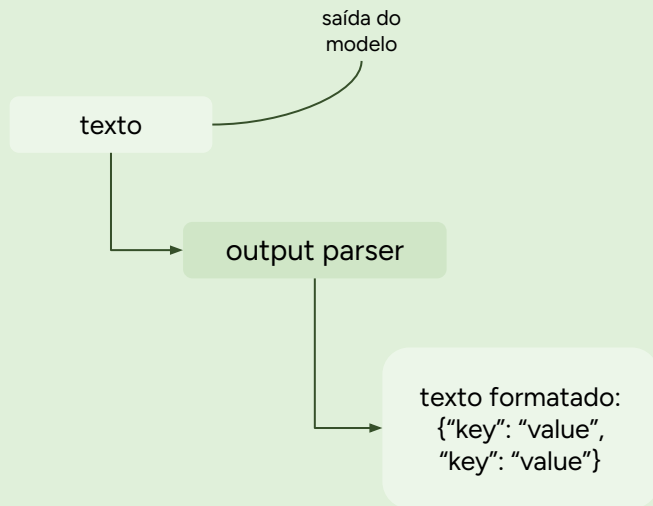 saída do
modelo
texto
output parser
texto formatado:
{“key”: “value”,
“key”: “value”}